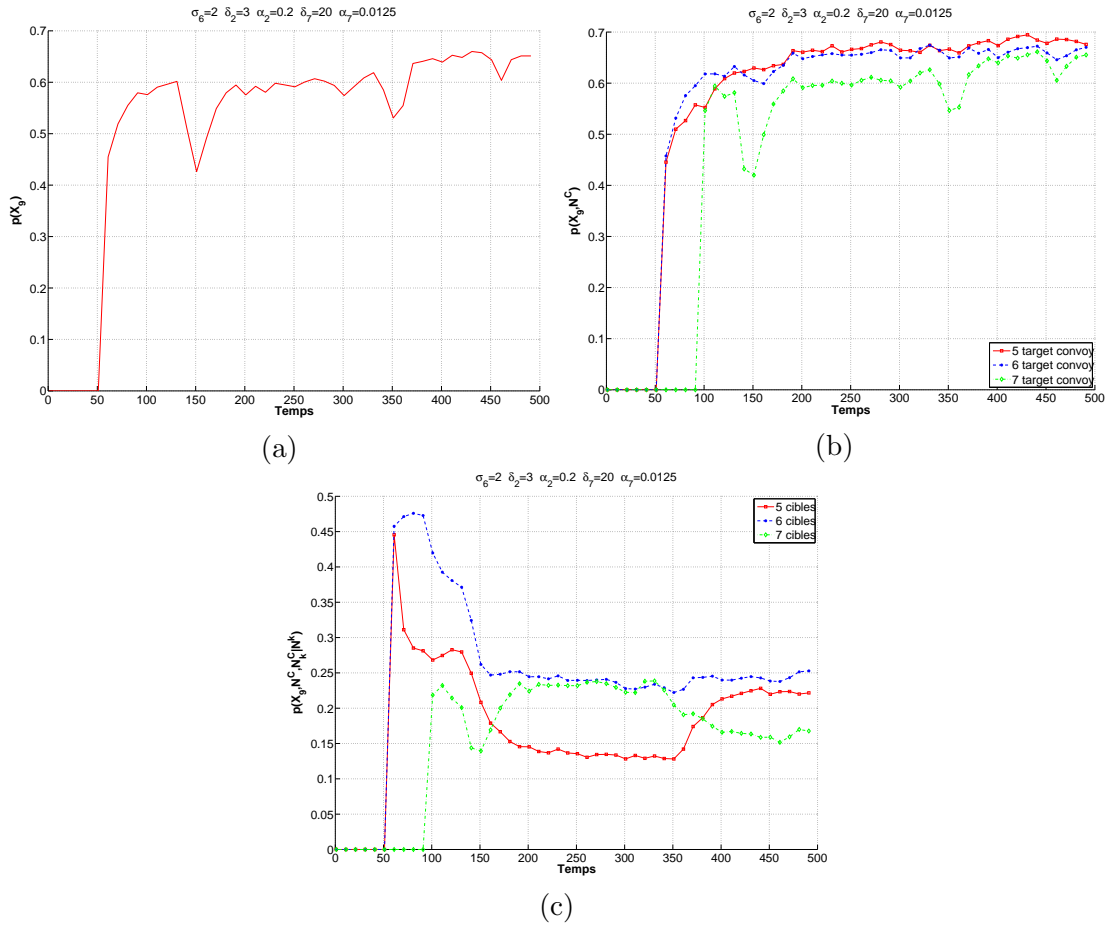 σ6=2 δ2=3 α2=0.2 δ7=20 α7=0.0125
0.7
0.6
0.5
0.4
0.3
0.2
0.1
0
p(X9)
0 50 100 150 200 250 300 350 400 450 500
Temps
(a)
σ6=2 δ2=3 α2=0.2 δ7=20 α7=0.0125
0.7
0.6
0.5
0.4
0.3
0.2
0.1
0
p(X9,N^C)
5 target convoy
6 target convoy
7 target convoy
0 50 100 150 200 250 300 350 400 450 500
Temps
(b)
σ6=2 δ2=3 α2=0.2 δ7=20 α7=0.0125
0.5
0.45
0.4
0.35
0.3
0.25
0.2
0.15
0.1
0.05
0
p(X9,N^C,N_k^C|N^k)
5 cibles
6 cibles
7 cibles
0 50 100 150 200 250 300 350 400 450 500
Temps
(c)